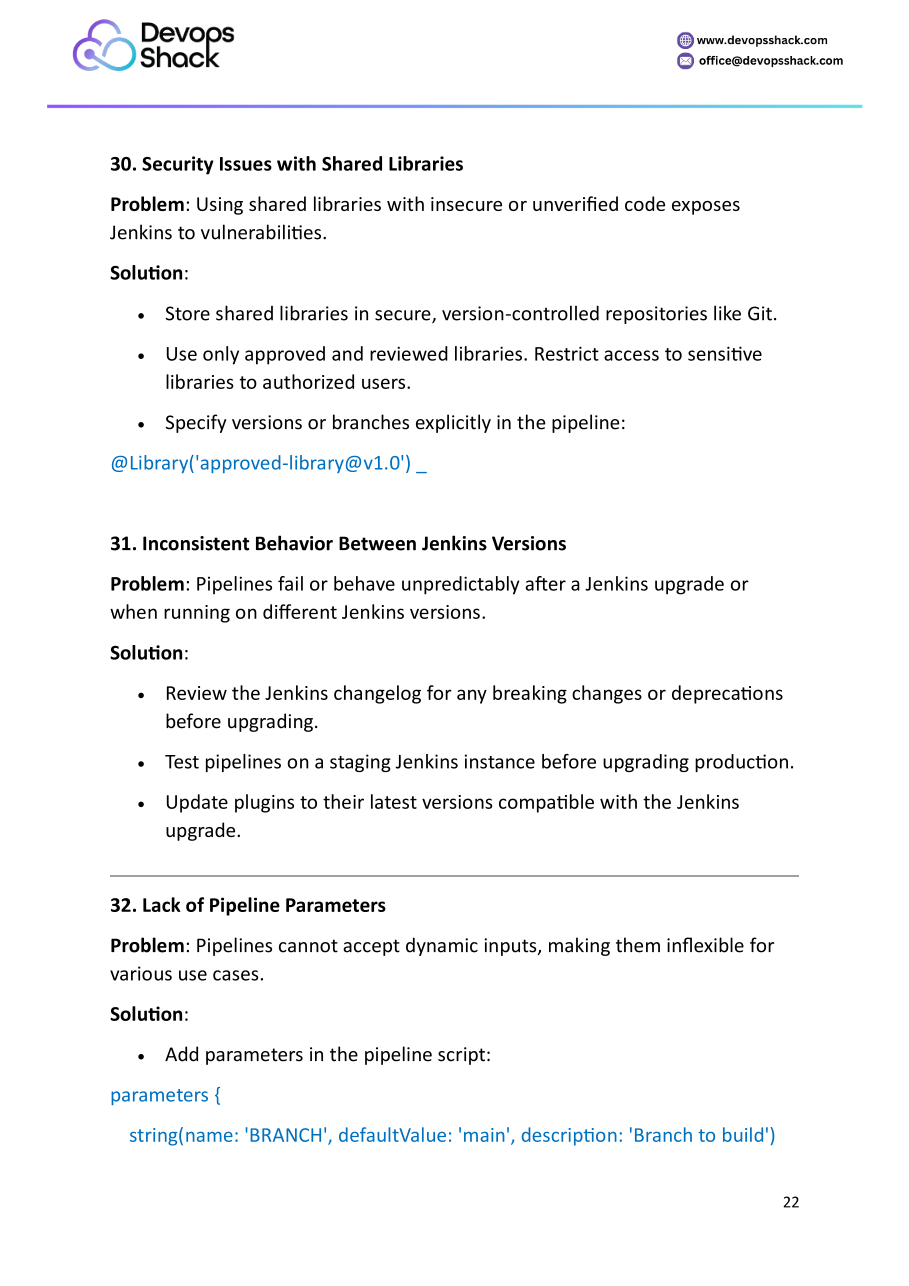 Devops
Shack
www.devopsshack.com
office@devopsshack.com
30. Security Issues with Shared Libraries
Problem: Using shared libraries with insecure or unverified code exposes
Jenkins to vulnerabilities.
Solution:
• Store shared libraries in secure, version-controlled repositories like Git.
• Use only approved and reviewed libraries. Restrict access to sensitive
libraries to authorized users.
• Specify versions or branches explicitly in the pipeline:
@Library('approved-library@v1.0') _
31. Inconsistent Behavior Between Jenkins Versions
Problem: Pipelines fail or behave unpredictably after a Jenkins upgrade or
when running on different Jenkins versions.
Solution:
• Review the Jenkins changelog for any breaking changes or deprecations
before upgrading.
• Test pipelines on a staging Jenkins instance before upgrading production.
• Update plugins to their latest versions compatible with the Jenkins
upgrade.
32. Lack of Pipeline Parameters
Problem: Pipelines cannot accept dynamic inputs, making them inflexible for
various use cases.
Solution:
• Add parameters in the pipeline script:
parameters {
string(name: 'BRANCH', defaultValue: 'main', description: 'Branch to build')
22